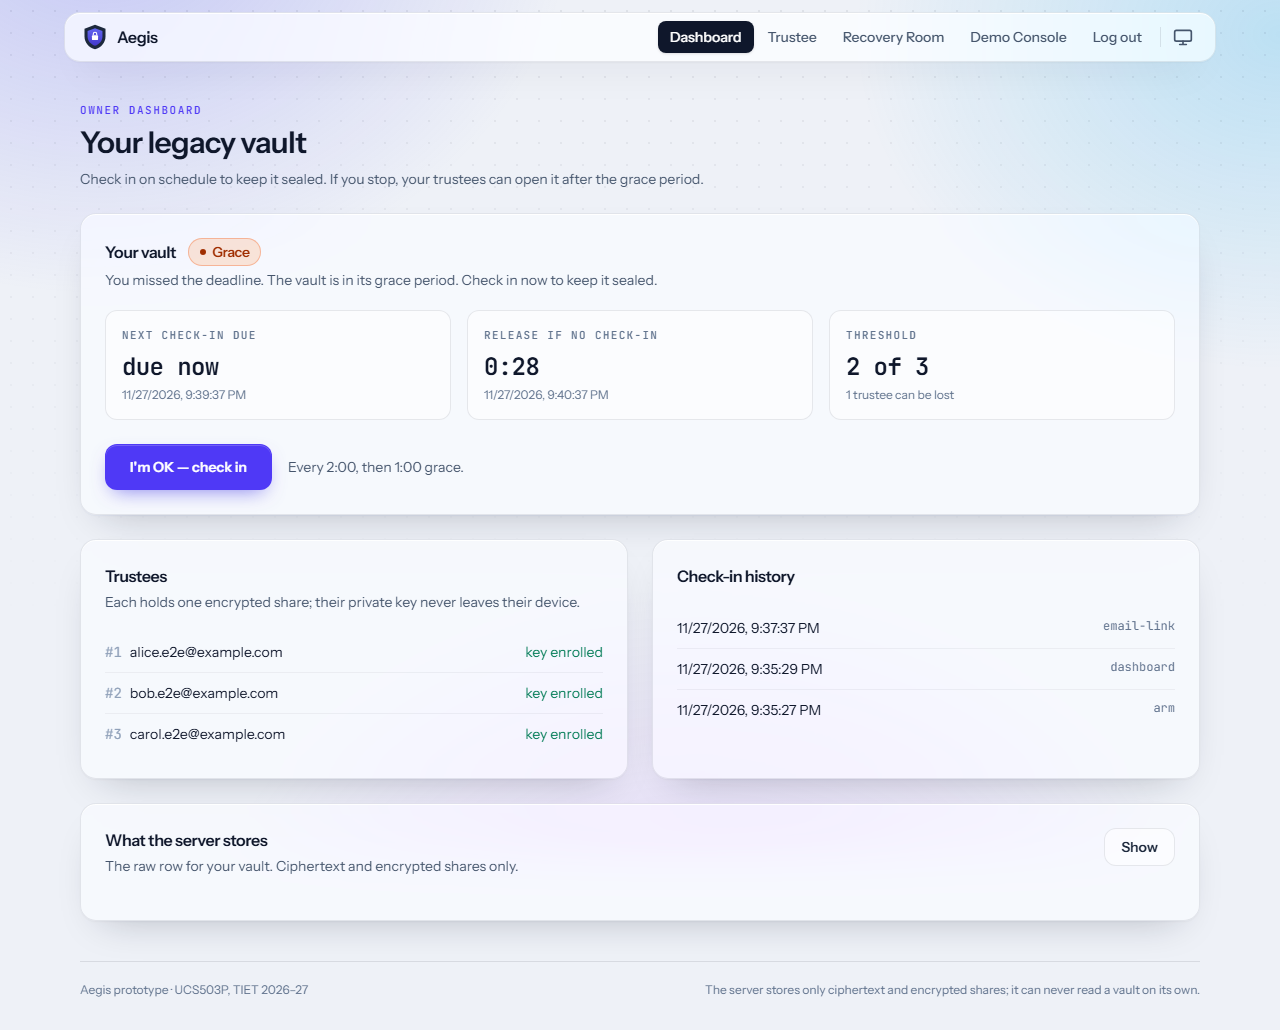 Aegis
Dashboard
Trustee
Recovery Room
Demo Console
Log out
OWNER DASHBOARD
Your legacy vault
Check in on schedule to keep it sealed. If you stop, your trustees can open it after the grace period.
Your vault
Grace
You missed the deadline. The vault is in its grace period. Check in now to keep it sealed.
NEXT CHECK-IN DUE
due now
11/27/2026, 9:39:37 PM
RELEASE IF NO CHECK-IN
0:28
11/27/2026, 9:40:37 PM
THRESHOLD
2 of 3
1 trustee can be lost
I'm OK — check in
Every 2:00, then 1:00 grace.
Trustees
Each holds one encrypted share; their private key never leaves their device.
#1 alice.e2e@example.com key enrolled
#2 bob.e2e@example.com key enrolled
#3 carol.e2e@example.com key enrolled
Check-in history
11/27/2026, 9:37:37 PM email-link
11/27/2026, 9:35:29 PM dashboard
11/27/2026, 9:35:27 PM arm
What the server stores
The raw row for your vault. Ciphertext and encrypted shares only.
Show
Aegis prototype · UCS503P, TIET 2026–27
The server stores only ciphertext and encrypted shares; it can never read a vault on its own.